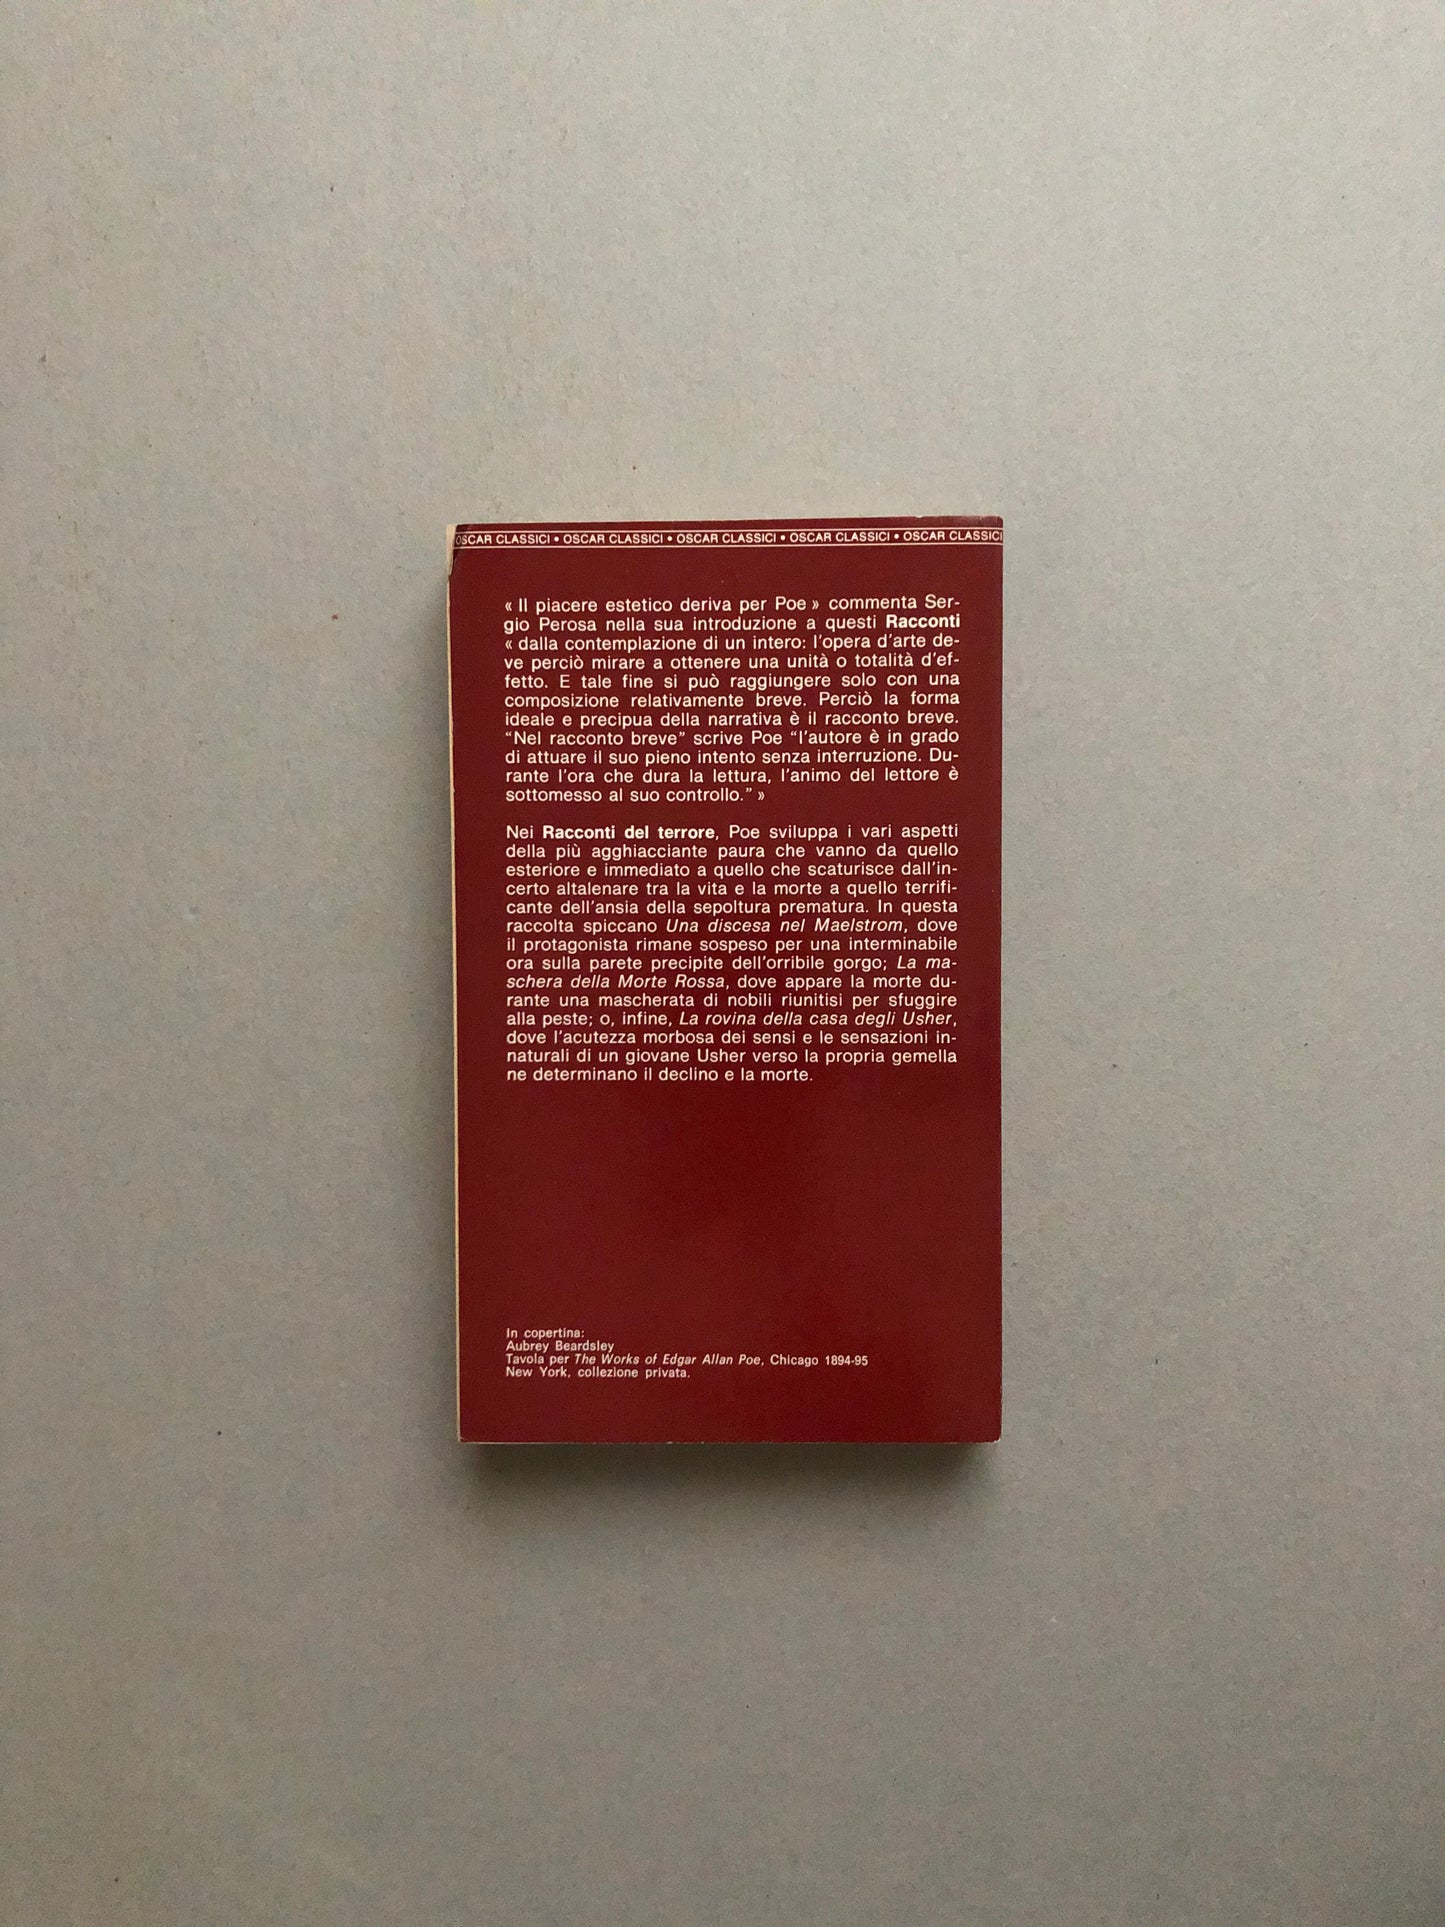 OSCAR CLASSICI • OSCAR CLASSICI • OSCAR CLASSICI • OSCAR CLASSICI • OSCAR CLASSICI
« Il piacere estetico deriva per Poe » commenta Ser-
gio Perosa nella sua introduzione a questi Racconti
« dalla contemplazione di un intero: l'opera d'arte de-
ve perciò mirare a ottenere una unità o totalità d'ef-
fetto. E tale fine si può raggiungere solo con una
composizione relativamente breve. Perciò la forma
ideale e precipua della narrativa è il racconto breve.
“Nel racconto breve” scrive Poe “l'autore è in grado
di attuare il suo pieno intento senza interruzione. Du-
rante l'ora che dura la lettura, l'animo del lettore è
sottomesso al suo controllo.” »
Nei Racconti del terrore, Poe sviluppa i vari aspetti
della più agghiacciante paura che vanno da quello
esteriore e immediato a quello che scaturisce dall'in-
certo altalenare tra la vita e la morte a quello terrifi-
cante dell'ansia della sepoltura prematura. In questa
raccolta spiccano Una discesa nel Maelstrom, dove
il protagonista rimane sospeso per una interminabile
ora sulla parete precipite dell'orribile gorgo; La ma-
schera della Morte Rossa, dove appare la morte du-
rante una mascherata di nobili riunitisi per sfuggire
alla peste; o, infine, La rovina della casa degli Usher,
dove l'acutezza morbosa dei sensi e le sensazioni in-
naturali di un giovane Usher verso la propria gemella
ne determinano il declino e la morte.
In copertina:
Aubrey Beardsley
Tavola per The Works of Edgar Allan Poe, Chicago 1894-95
New York, collezione privata.